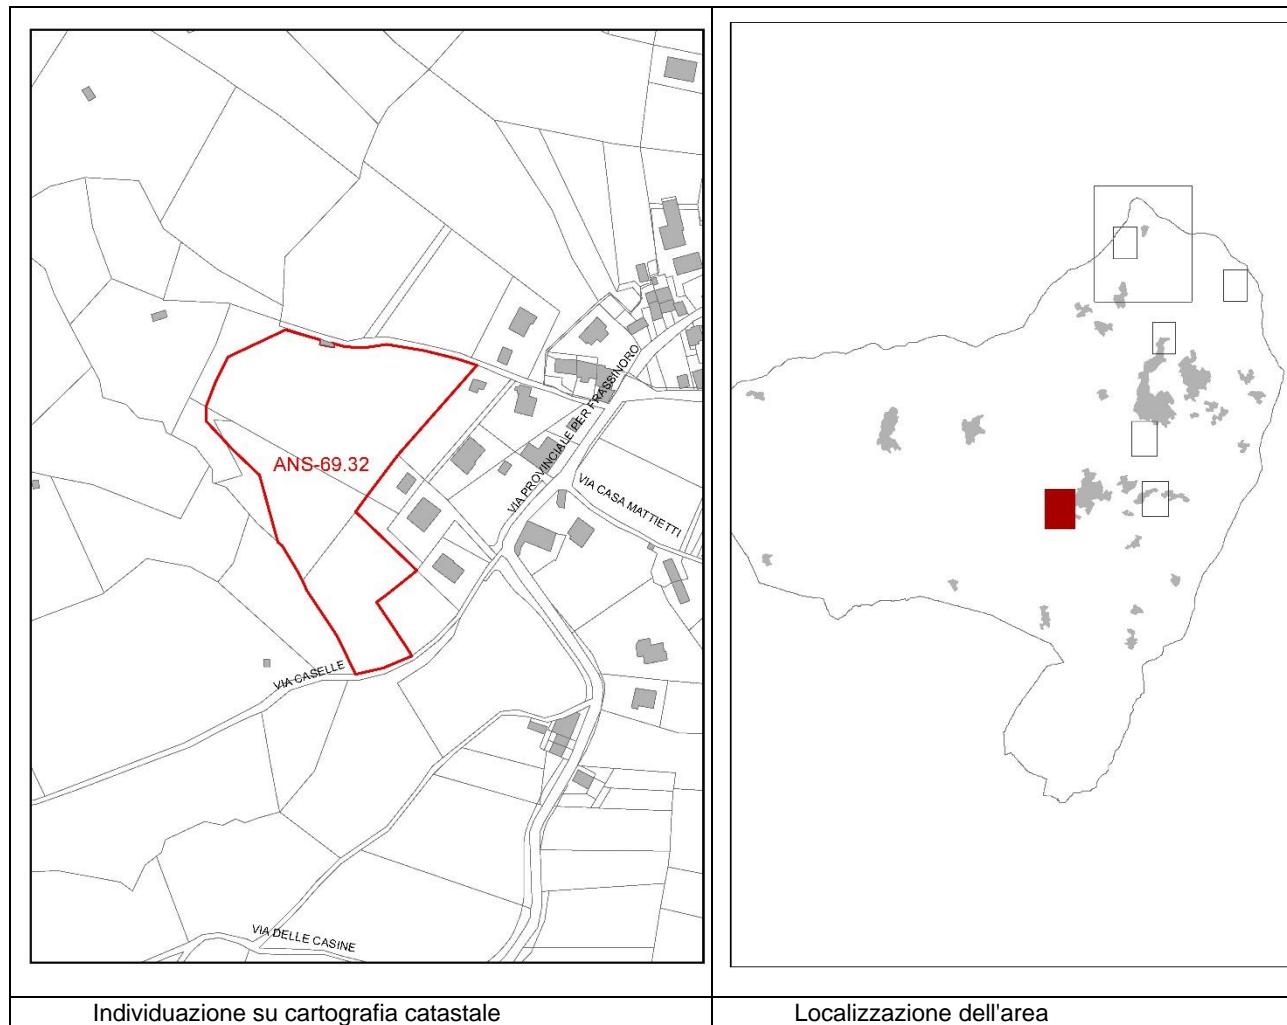 ANS-69.32
VIA PROVINCIALE PER FRASSINORO
VIA CASA MATTIETTI
VIA CASELLE
VIA DELLE CASINE
Individuazione su cartografia catastale
Localizzazione dell'area